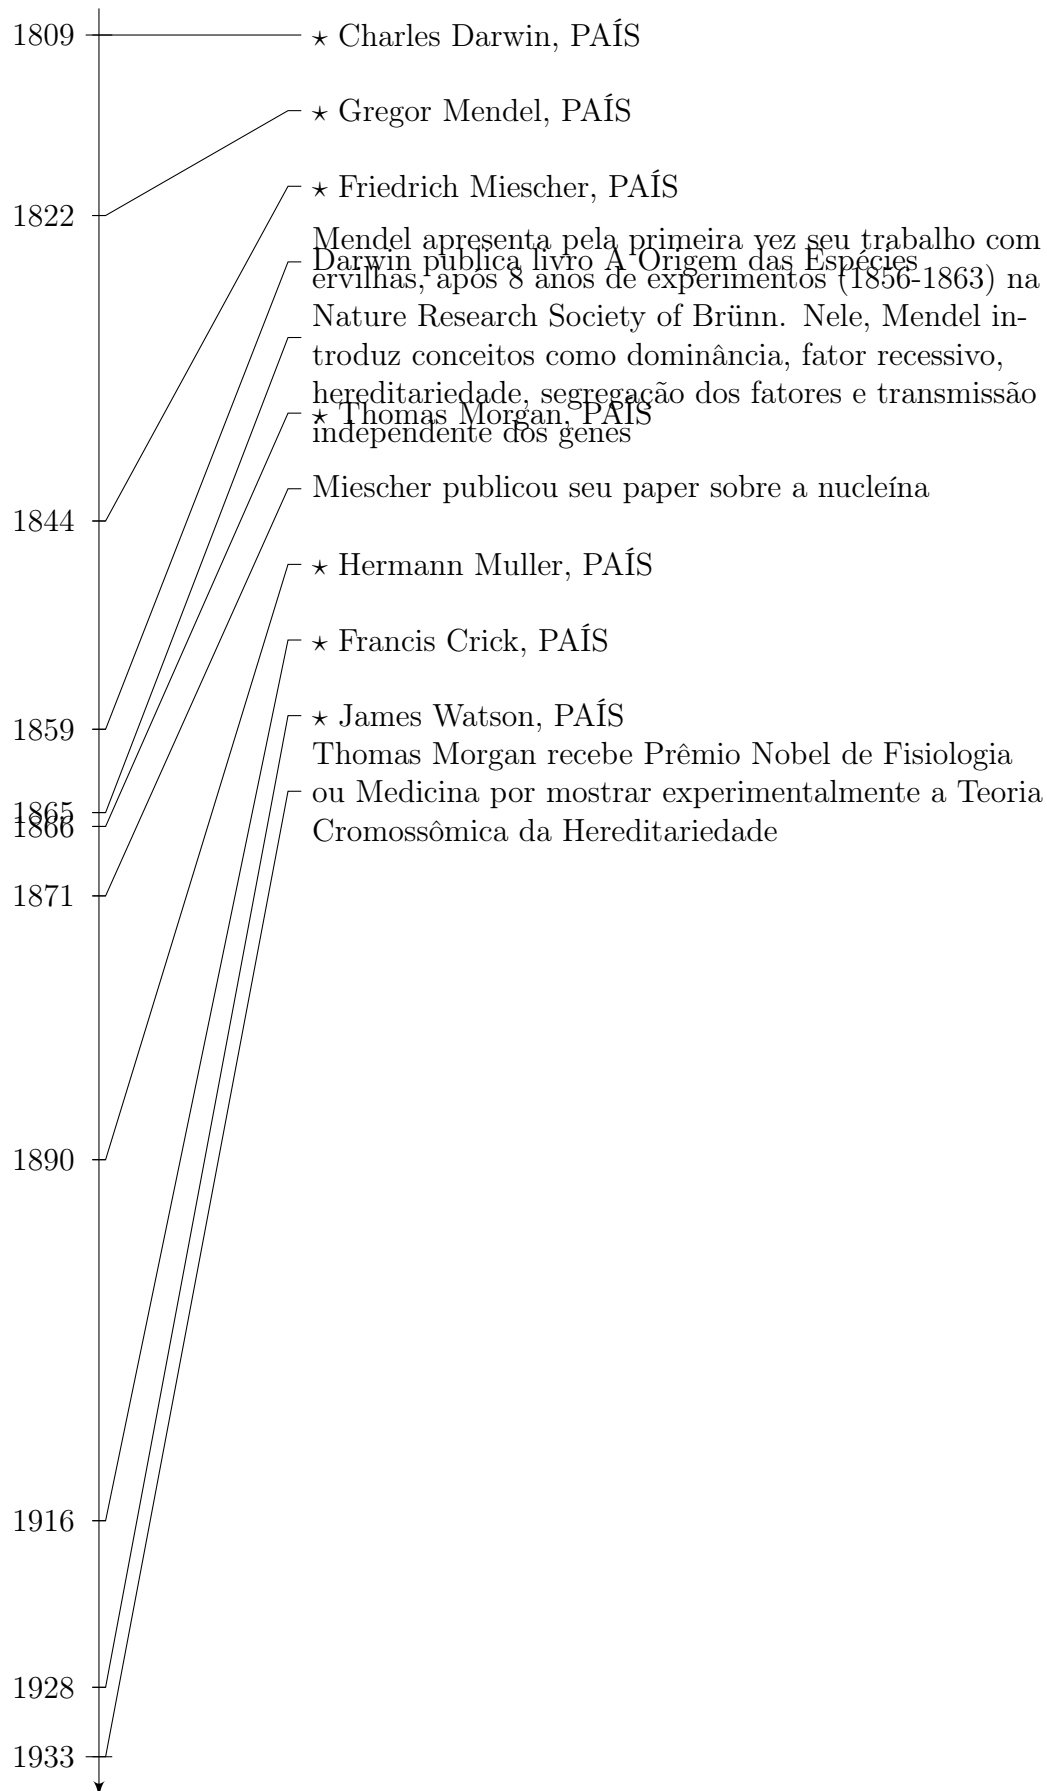 1809
★ Charles Darwin, PAÍS
★ Gregor Mendel, PAÍS
1822
★ Friedrich Miescher, PAÍS
Darwin publica livro A Origem das Espécies
Mendel apresenta pela primeira vez seu trabalho com
ervilhas, após 8 anos de experimentos (1856-1863) na
Nature Research Society of Brünn. Nele, Mendel in-
troduz conceitos como dominância, fator recessivo,
hereditariedade, segregação dos fatores e transmissão
independente dos genes
★ Thomas Morgan, PAÍS
Miescher publicou seu paper sobre a nucleína
1844
★ Hermann Muller, PAÍS
★ Francis Crick, PAÍS
1859
★ James Watson, PAÍS
Thomas Morgan recebe Prêmio Nobel de Fisiologia
ou Medicina por mostrar experimentalmente a Teoria
Cromossômica da Hereditariedade
1865
1866
1871
1890
1916
1928
1933